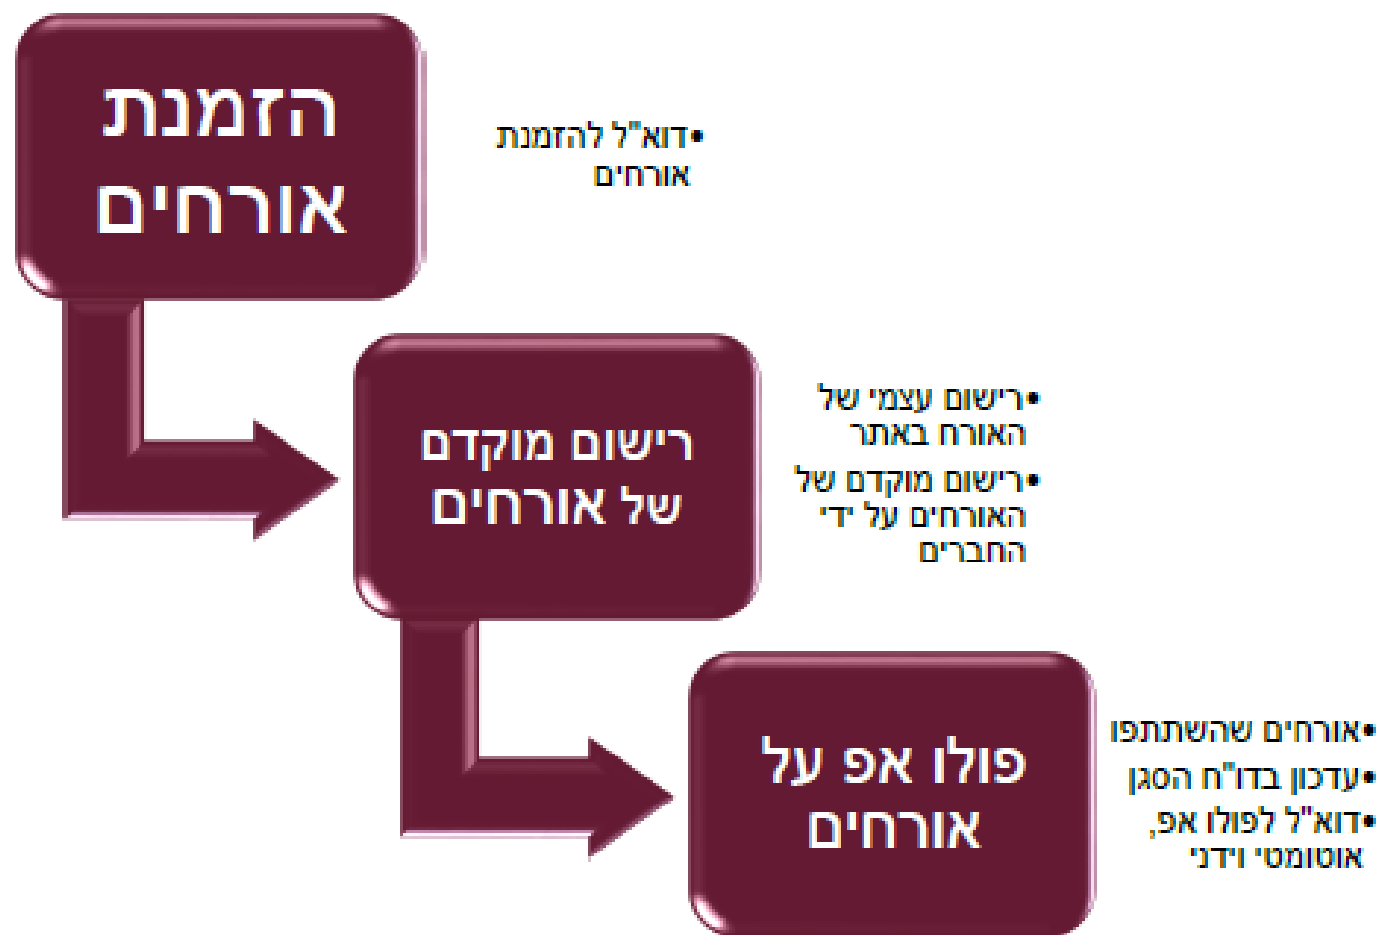 הזמנת
אורחים
•דוא"ל להזמנת
אורחים
רישום מוקדם
של אורחים
•רישום עצמי של
האורח באתר
•רישום מוקדם של
האורחים על ידי
החברים
פולו אפ על
אורחים
•אורחים שהשתתפו
•עדכון בדו"ח הסגן
•דוא"ל לפולו אפ,
אוטומטי וידני